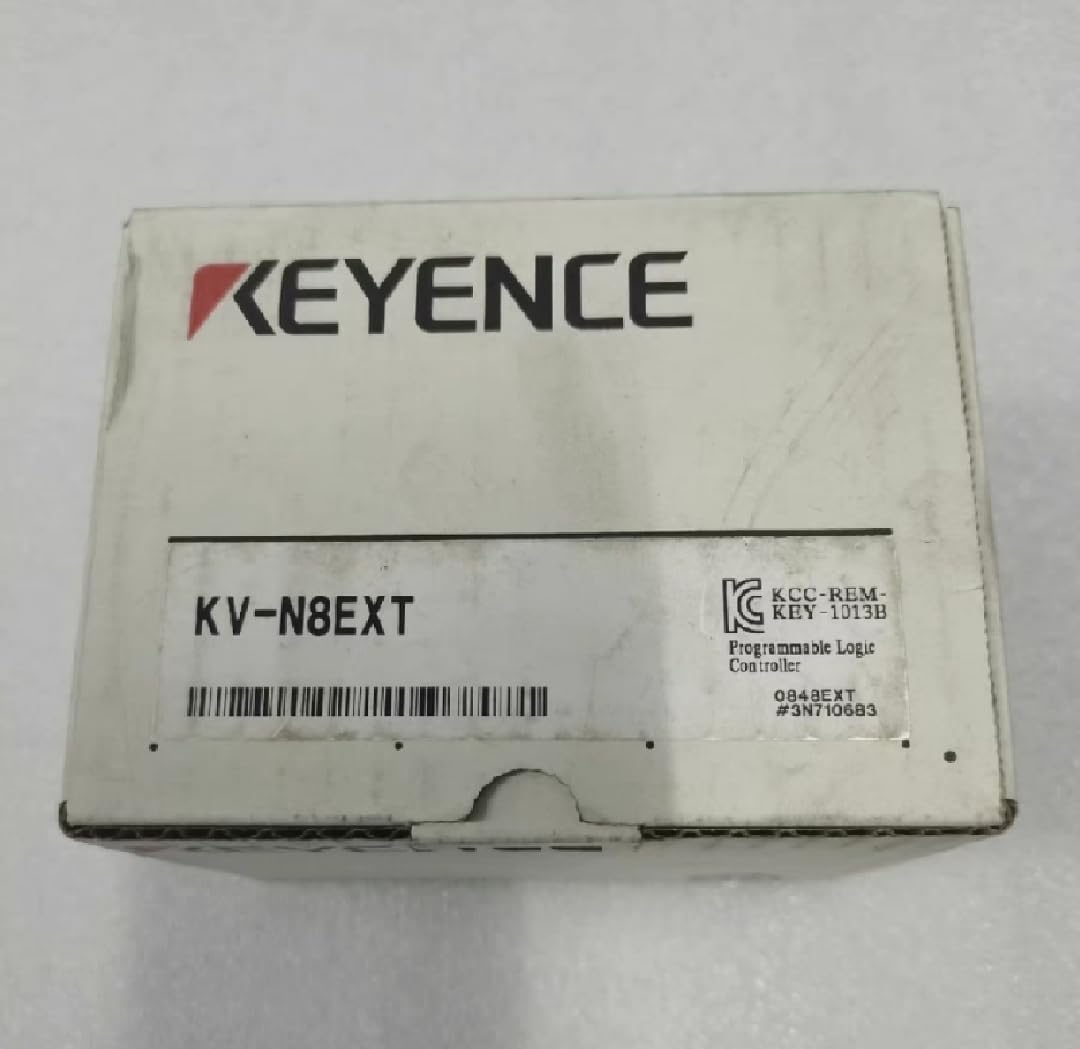 KEYENCE
KV-N8EXT
KCC-REM-
KEY-1013B
Programmable Logic
Controller
0848EXT
#3N710683